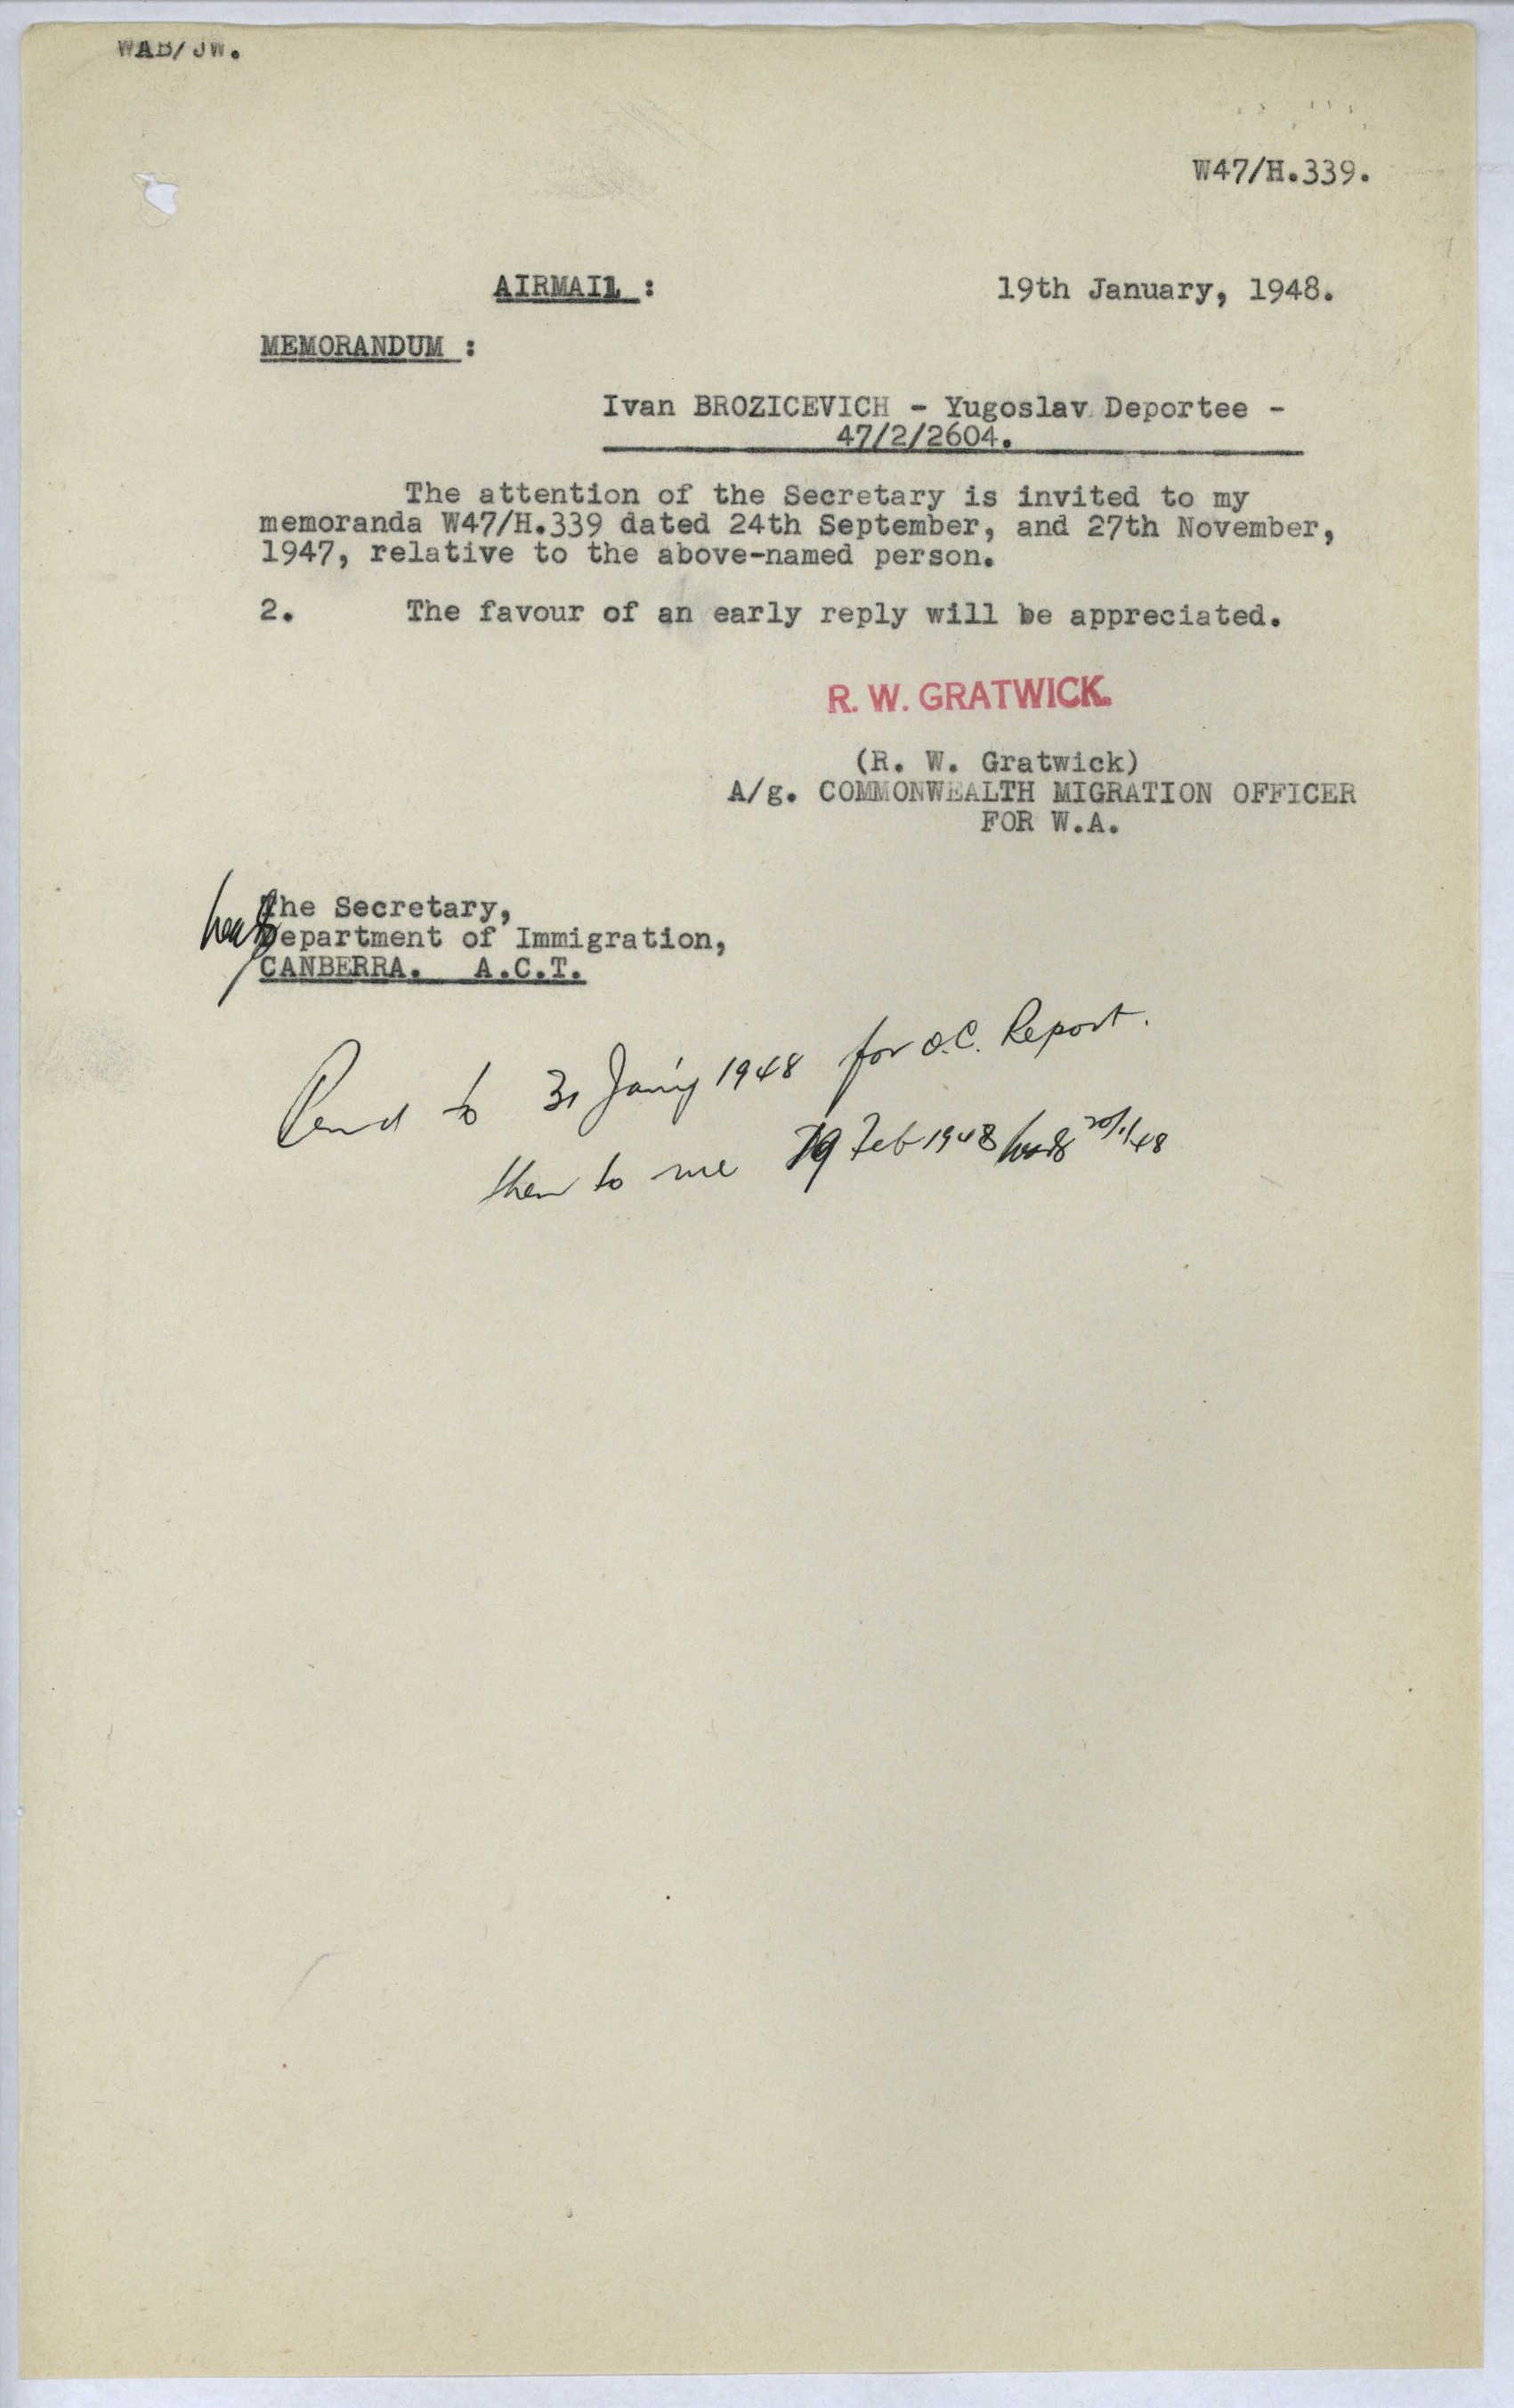 WAB/JW.
W47/H.339.
AIRMAIL :
19th January, 1948.
MEMORANDUM :
Ivan BROZICEVICH - Yugoslav Deportee -
47/2/2604.
The attention of the Secretary is invited to my
memoranda W47/H.339 dated 24th September, and 27th November,
1947, relative to the above-named person.
2. The favour of an early reply will be appreciated.
R. W. GRATWICK.
(R. W. Gratwick)
A/g. COMMONWEALTH MIGRATION OFFICER
FOR W.A.
The Secretary,
Department of Immigration,
CANBERRA. A.C.T.
Pend to 31 Jan'y 1948 for O.C. Report.
then to me 19 Feb 1948 20/1/48